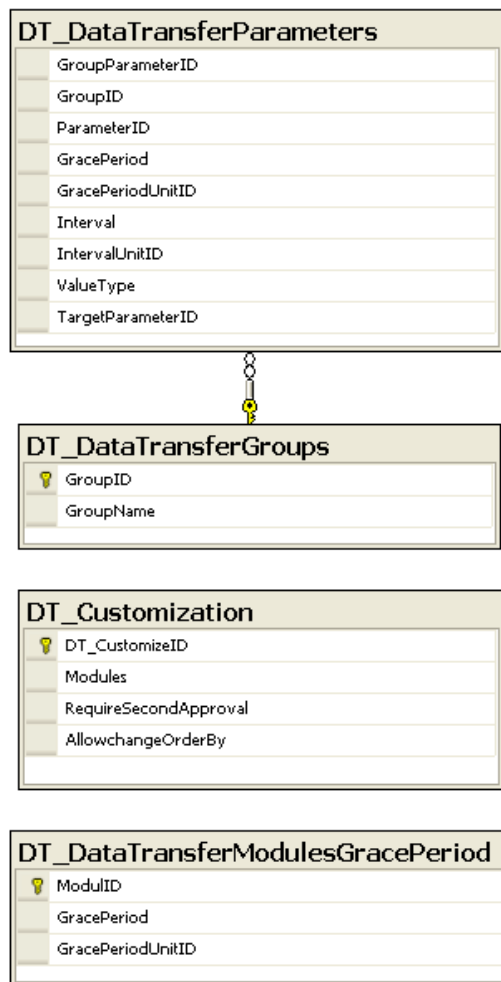 DT_DataTransferParameters
GroupParameterID
GroupID
ParameterID
GracePeriod
GracePeriodUnitID
Interval
IntervalUnitID
ValueType
TargetParameterID
DT_DataTransferGroups
GroupID
GroupName
DT_Customization
DT_CustomizeID
Modules
RequireSecondApproval
AllowchangeOrderBy
DT_DataTransferModulesGracePeriod
ModulID
GracePeriod
GracePeriodUnitID